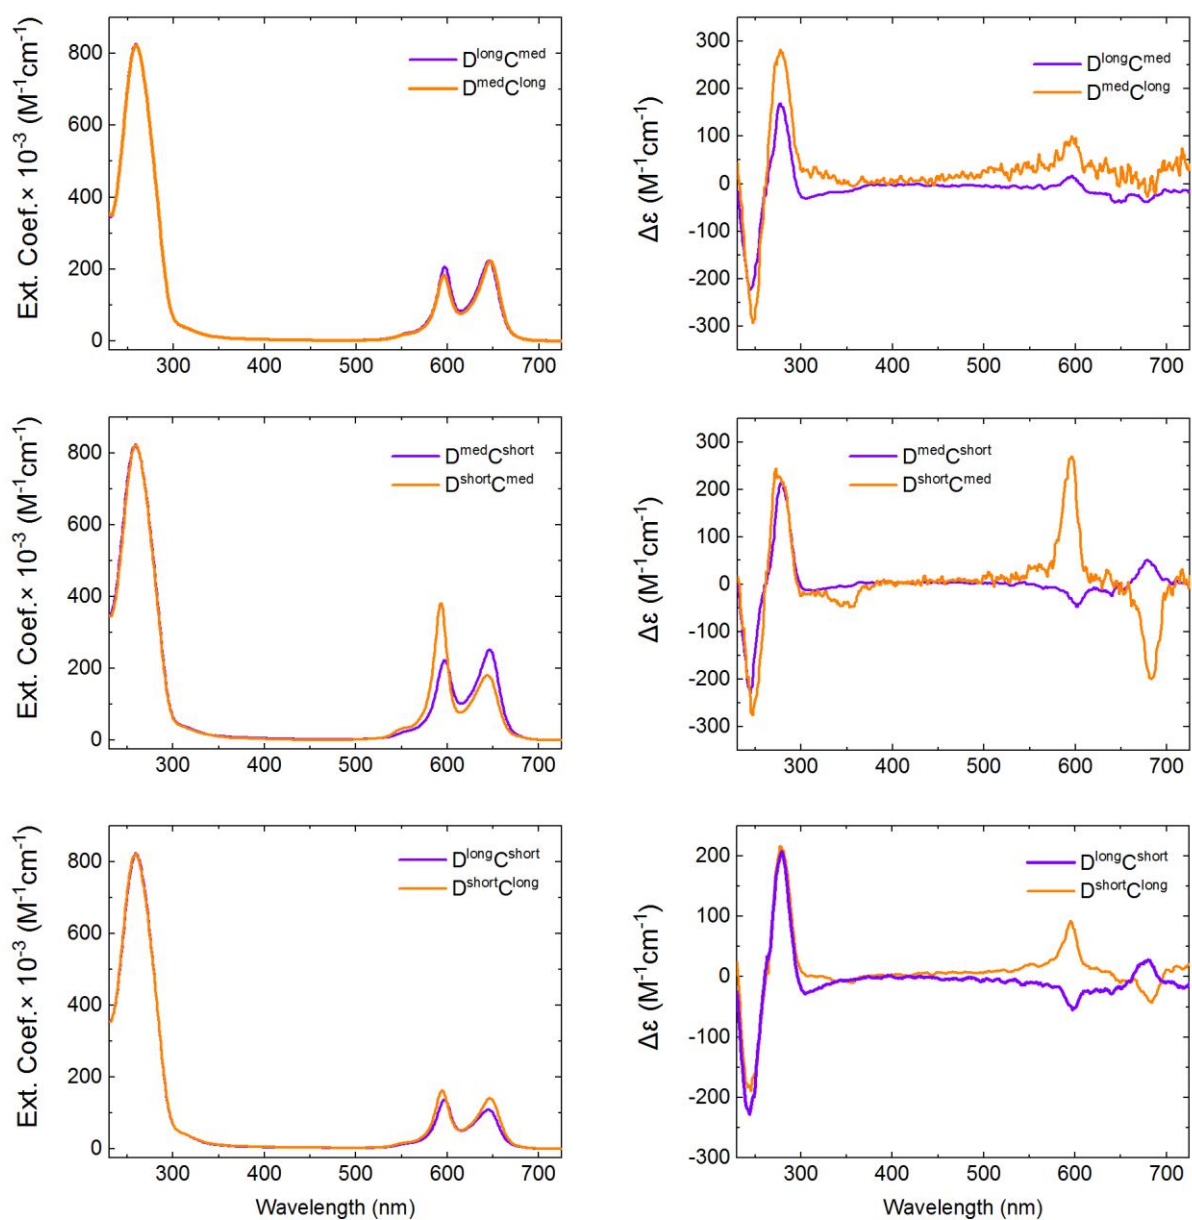 Ext. Coef.× 10⁻³ (M⁻¹cm⁻¹)
800
600
400
200
0
D^long C^med
D^med C^long
300 400 500 600 700
Δε (M⁻¹cm⁻¹)
300
200
100
0
-100
-200
-300
D^long C^med
D^med C^long
300 400 500 600 700
Ext. Coef.× 10⁻³ (M⁻¹cm⁻¹)
800
600
400
200
0
D^med C^short
D^short C^med
300 400 500 600 700
Δε (M⁻¹cm⁻¹)
300
200
100
0
-100
-200
-300
D^med C^short
D^short C^med
300 400 500 600 700
Ext. Coef.× 10⁻³ (M⁻¹cm⁻¹)
800
600
400
200
0
D^long C^short
D^short C^long
300 400 500 600 700
Wavelength (nm)
Δε (M⁻¹cm⁻¹)
200
100
0
-100
-200
-300
D^long C^short
D^short C^long
300 400 500 600 700
Wavelength (nm)